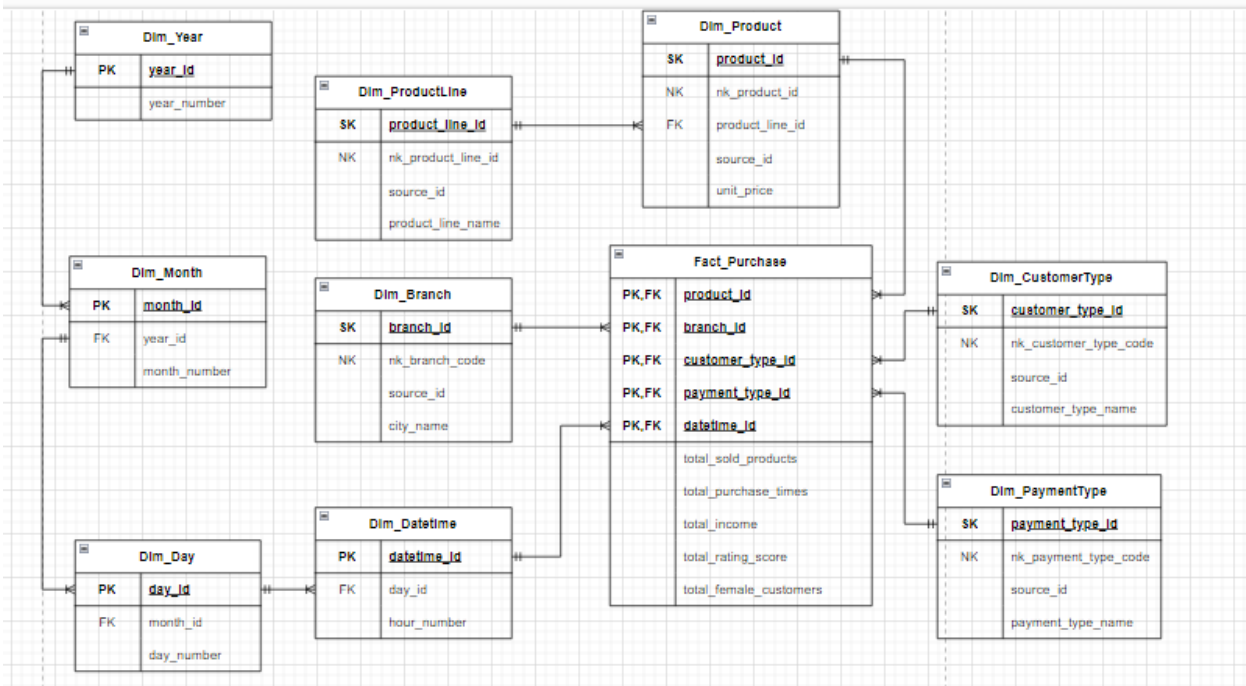 Dim_Year
PK year_id
year_number
Dim_ProductLine
SK product_line_id
NK nk_product_line_id
source_id
product_line_name
Dim_Product
SK product_id
NK nk_product_id
FK product_line_id
source_id
unit_price
Dim_Month
PK month_id
FK year_id
month_number
Dim_Branch
SK branch_id
NK nk_branch_code
source_id
city_name
Fact_Purchase
PK,FK product_id
PK,FK branch_id
PK,FK customer_type_id
PK,FK payment_type_id
PK,FK datetime_id
total_sold_products
total_purchase_times
total_income
total_rating_score
total_female_customers
Dim_CustomerType
SK customer_type_id
NK nk_customer_type_code
source_id
customer_type_name
Dim_Day
PK day_id
FK month_id
day_number
Dim_Datetime
PK datetime_id
FK day_id
hour_number
Dim_PaymentType
SK payment_type_id
NK nk_payment_type_code
source_id
payment_type_name